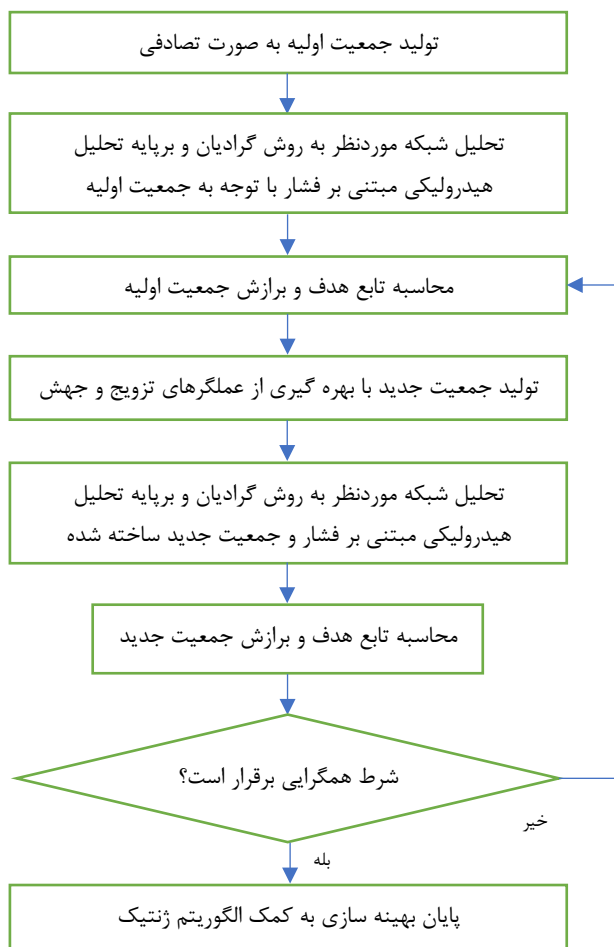 تولید جمعیت اولیه به صورت تصادفی
تحلیل شبکه موردنظر به روش گرادیان و برپایه تحلیل
هیدرولیکی مبتنی بر فشار با توجه به جمعیت اولیه
محاسبه تابع هدف و برازش جمعیت اولیه
تولید جمعیت جدید با بهره گیری از عملگرهای تزویج و جهش
تحلیل شبکه موردنظر به روش گرادیان و برپایه تحلیل
هیدرولیکی مبتنی بر فشار و جمعیت جدید ساخته شده
محاسبه تابع هدف و برازش جمعیت جدید
شرط همگرایی برقرار است؟
خیر
بله
پایان بهینه سازی به کمک الگوریتم ژنتیک